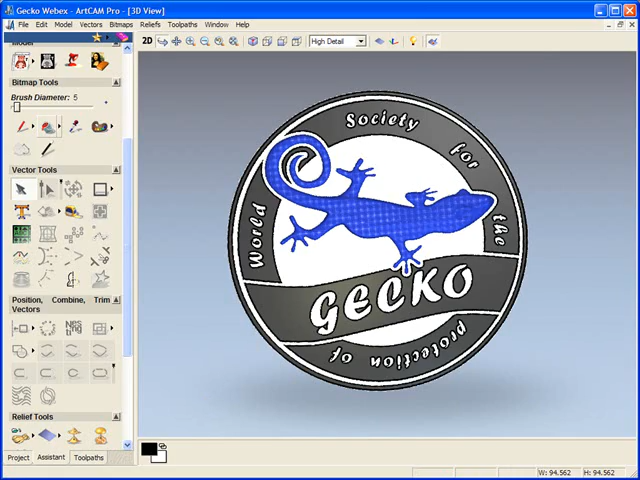 Gecko Webex - ArtCAM Pro - [3D View]
File Edit Model Vectors Bitmaps Reliefs Toolpaths Window Help
2D
High Detail
Model
Bitmap Tools
Brush Diameter: 5
Vector Tools
Position, Combine, Trim
Vectors
Relief Tools
Project Assistant Toolpaths
World Society for the
GECKO
protection of
W: 94.562 H: 94.562